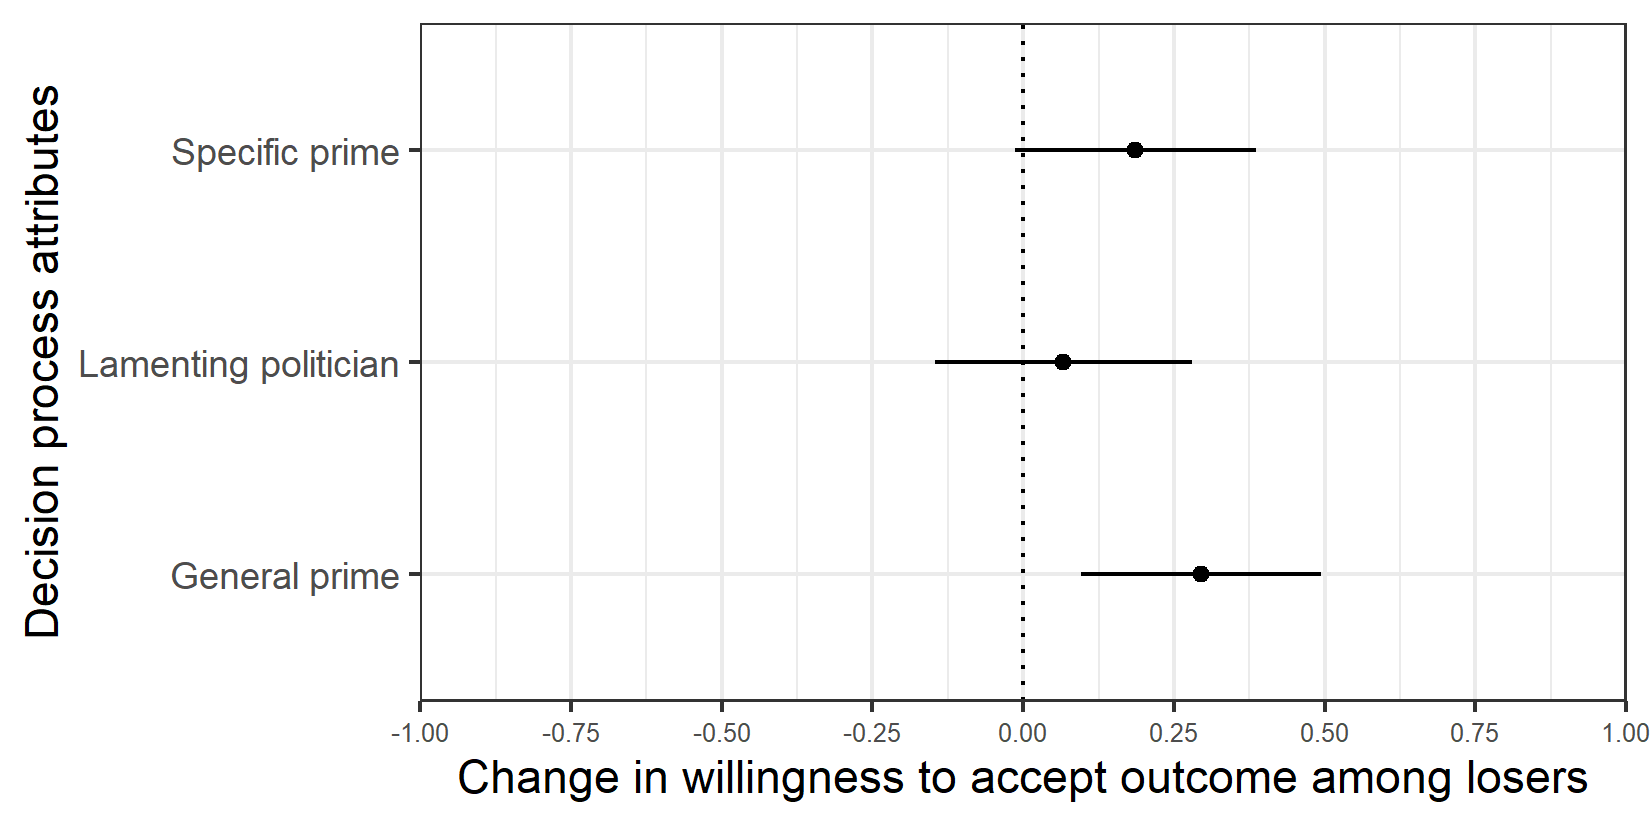 Decision process attributes
Specific prime
Lamenting politician
General prime
-1.00 -0.75 -0.50 -0.25 0.00 0.25 0.50 0.75 1.00
Change in willingness to accept outcome among losers